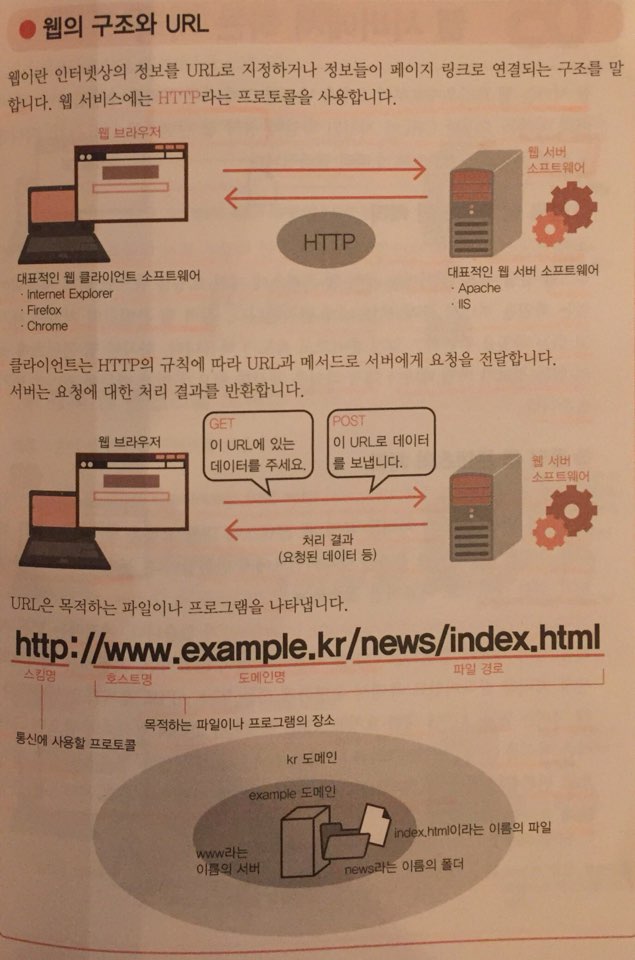 웹의 구조와 URL
웹이란 인터넷상의 정보를 URL로 지정하거나 정보들이 페이지 링크로 연결되는 구조를 말
합니다. 웹 서비스에는 HTTP라는 프로토콜을 사용합니다.
웹 브라우저
웹 서버
소프트웨어
HTTP
대표적인 웹 클라이언트 소프트웨어
· Internet Explorer
· Firefox
· Chrome
대표적인 웹 서버 소프트웨어
· Apache
· IIS
클라이언트는 HTTP의 규칙에 따라 URL과 메서드로 서버에게 요청을 전달합니다.
서버는 요청에 대한 처리 결과를 반환합니다.
웹 브라우저
GET
이 URL에 있는
데이터를 주세요.
POST
이 URL로 데이터
를 보냅니다.
웹 서버
소프트웨어
처리 결과
(요청된 데이터 등)
URL은 목적하는 파일이나 프로그램을 나타냅니다.
http://www.example.kr/news/index.html
스킴명
호스트명
도메인명
파일 경로
목적하는 파일이나 프로그램의 장소
통신에 사용할 프로토콜
kr 도메인
example 도메인
index.html이라는 이름의 파일
www라는
이름의 서버
news라는 이름의 폴더